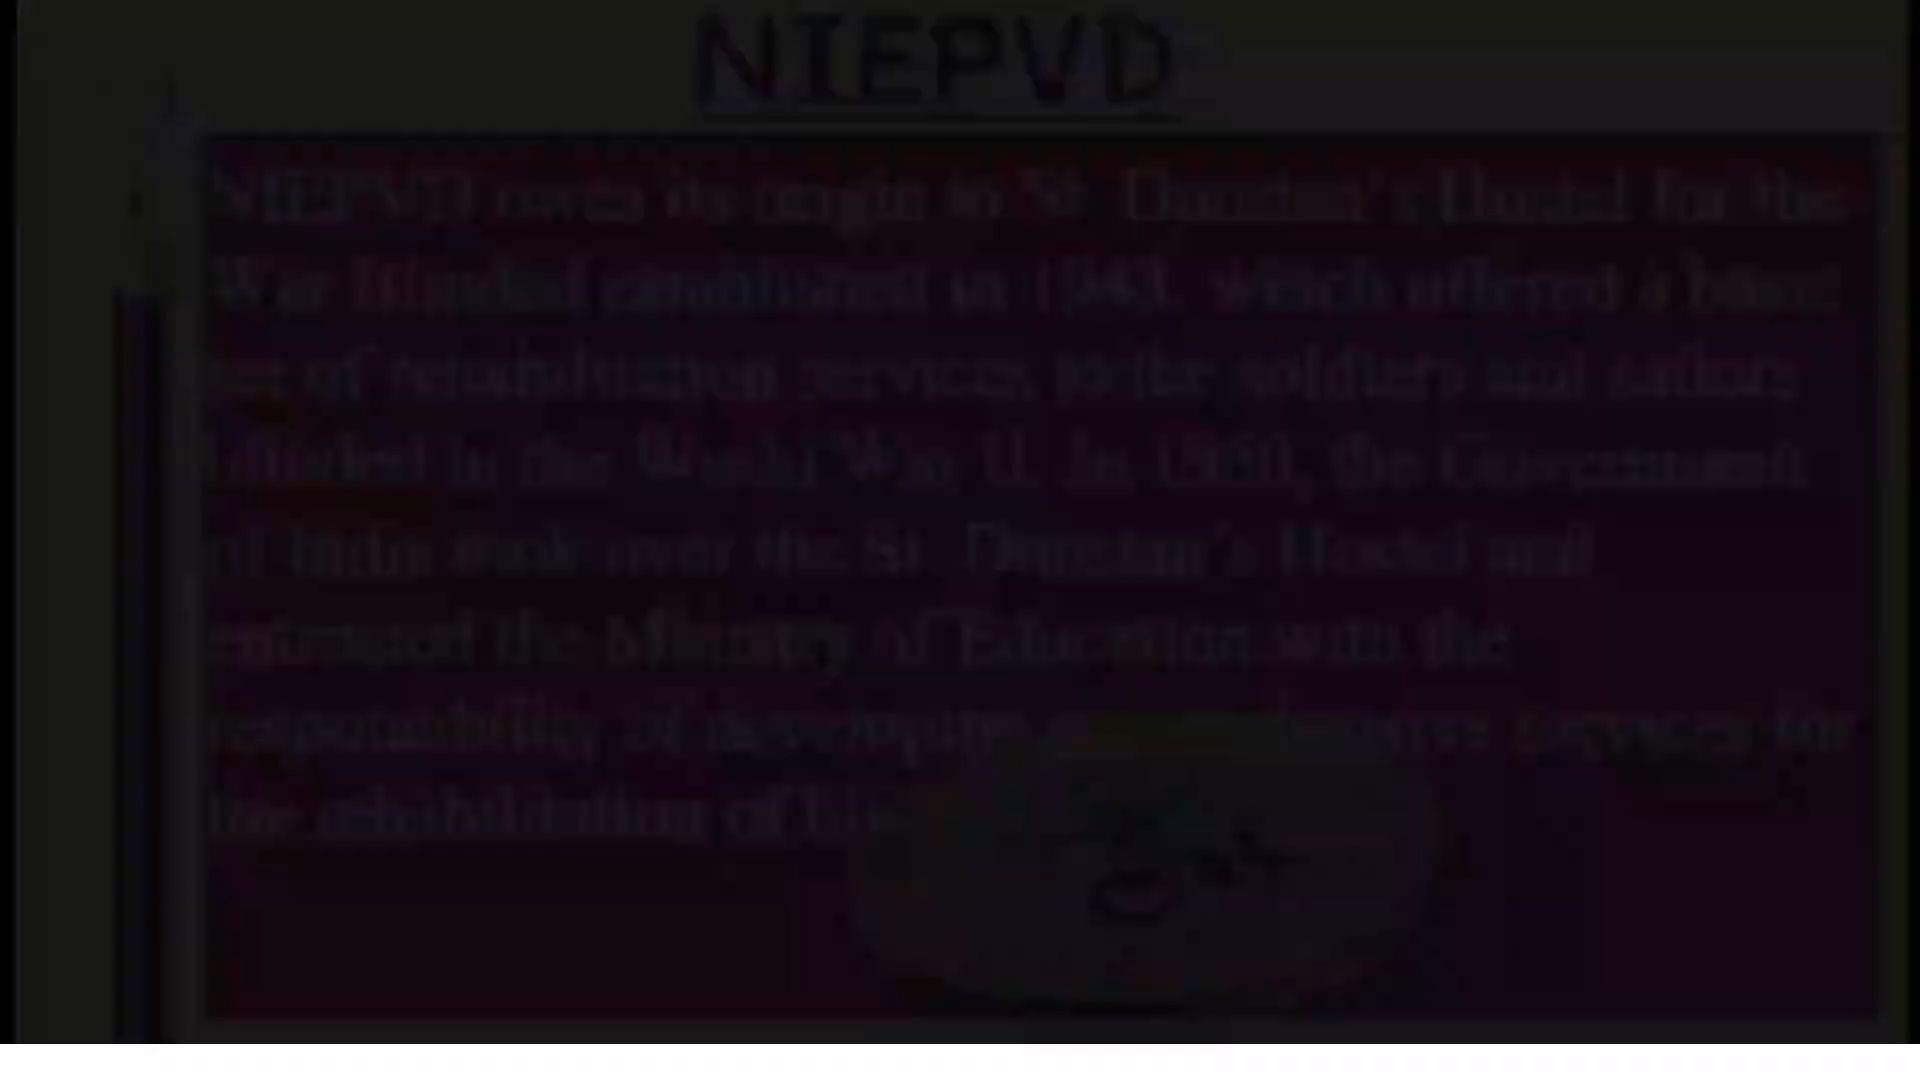 NIEPVD
NIEPVD owes its origin to St. Dunstan's Hostel for the
War Blinded established in 1943, which offered a basic
set of rehabilitation services to the soldiers and sailors
blinded in the World War II. In 1950, the Government
of India took over the St. Dunstan's Hostel and
entrusted the Ministry of Education with the
responsibility of developing services for
the rehabilitation of